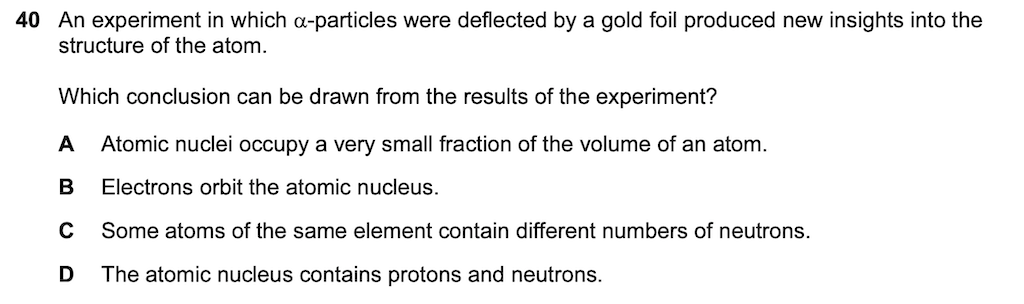 40 An experiment in which α-particles were deflected by a gold foil produced new insights into the
structure of the atom.
Which conclusion can be drawn from the results of the experiment?
A Atomic nuclei occupy a very small fraction of the volume of an atom.
B Electrons orbit the atomic nucleus.
C Some atoms of the same element contain different numbers of neutrons.
D The atomic nucleus contains protons and neutrons.